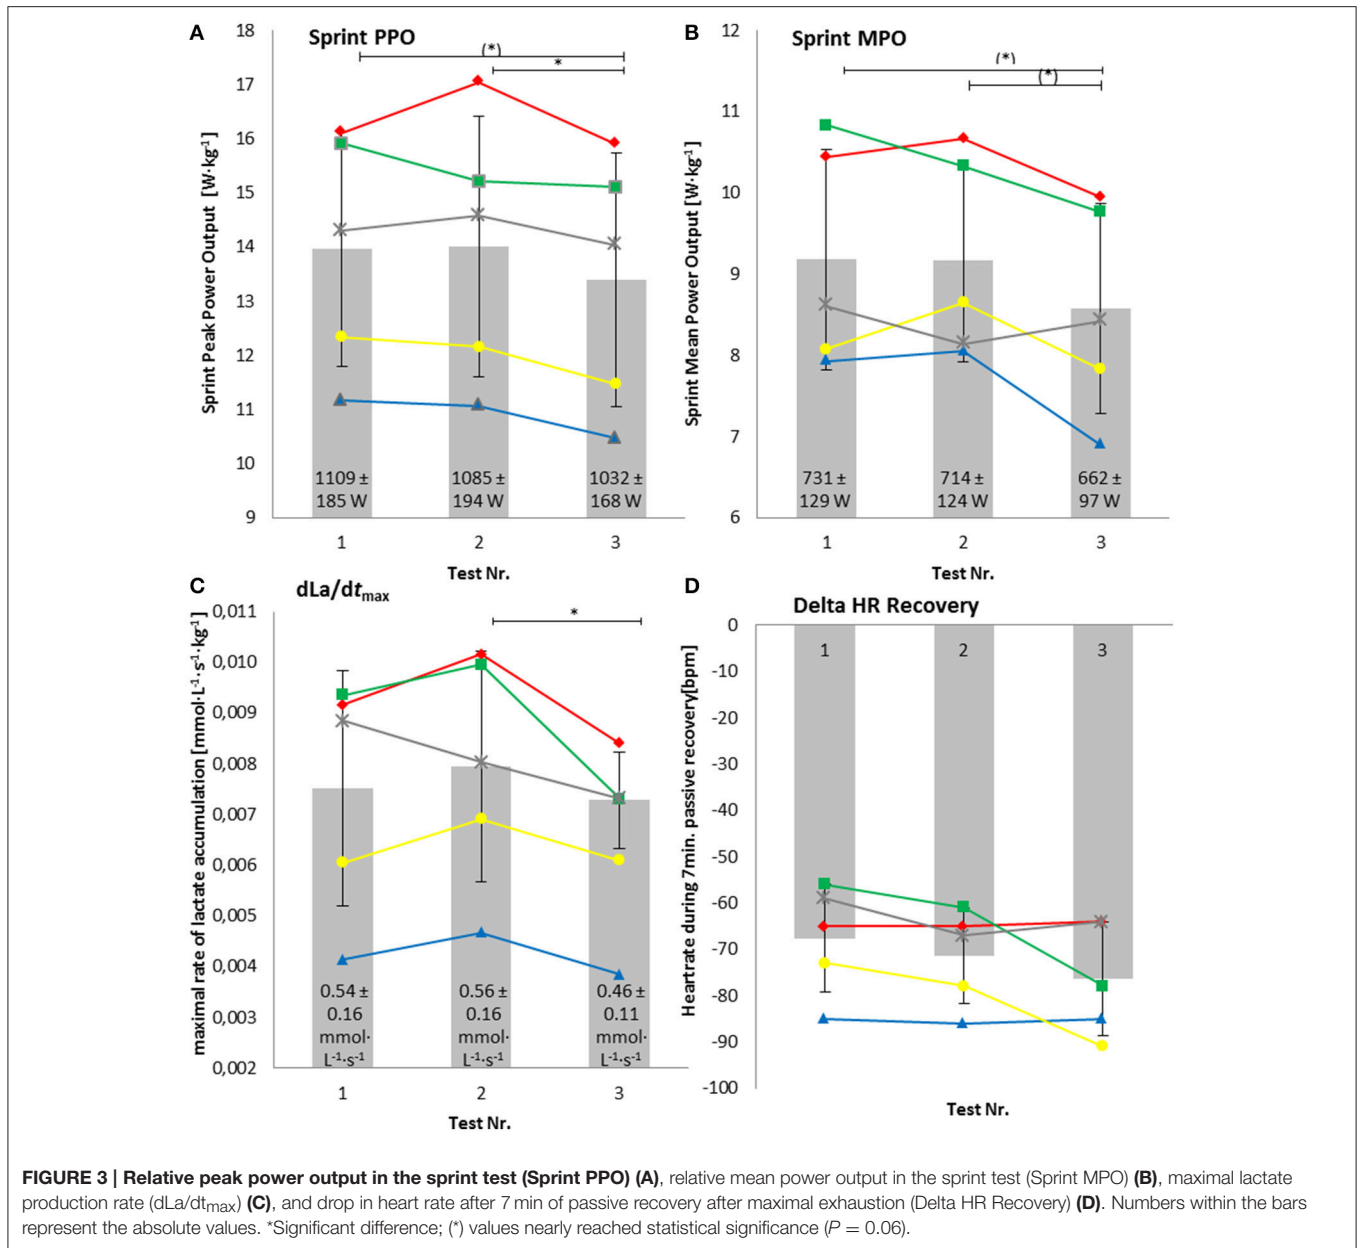 A
Sprint PPO
(*)
*
Sprint Peak Power Output [W·kg-1]
18
17
16
15
14
13
12
11
10
9
1109 ±
185 W
1085 ±
194 W
1032 ±
168 W
1 2 3
Test Nr.
B
Sprint MPO
(*)
(*)
Sprint Mean Power Output [W·kg-1]
12
11
10
9
8
7
6
731 ±
129 W
714 ±
124 W
662 ±
97 W
1 2 3
Test Nr.
C
dLa/dtmax
*
maximal rate of lactate accumulation [mmol·L-1·s-1·kg-1]
0,011
0,010
0,009
0,008
0,007
0,006
0,005
0,004
0,003
0,002
0.54 ±
0.16
mmol·
L-1·s-1
0.56 ±
0.16
mmol·
L-1·s-1
0.46 ±
0.11
mmol·
L-1·s-1
1 2 3
Test Nr.
D
Delta HR Recovery
Heartrate during 7min. passive recovery[bpm]
0
-10
-20
-30
-40
-50
-60
-70
-80
-90
-100
1 2 3
Test Nr.
FIGURE 3 | Relative peak power output in the sprint test (Sprint PPO) (A), relative mean power output in the sprint test (Sprint MPO) (B), maximal lactate
production rate (dLa/dtmax) (C), and drop in heart rate after 7 min of passive recovery after maximal exhaustion (Delta HR Recovery) (D). Numbers within the bars
represent the absolute values. *Significant difference; (*) values nearly reached statistical significance (P = 0.06).